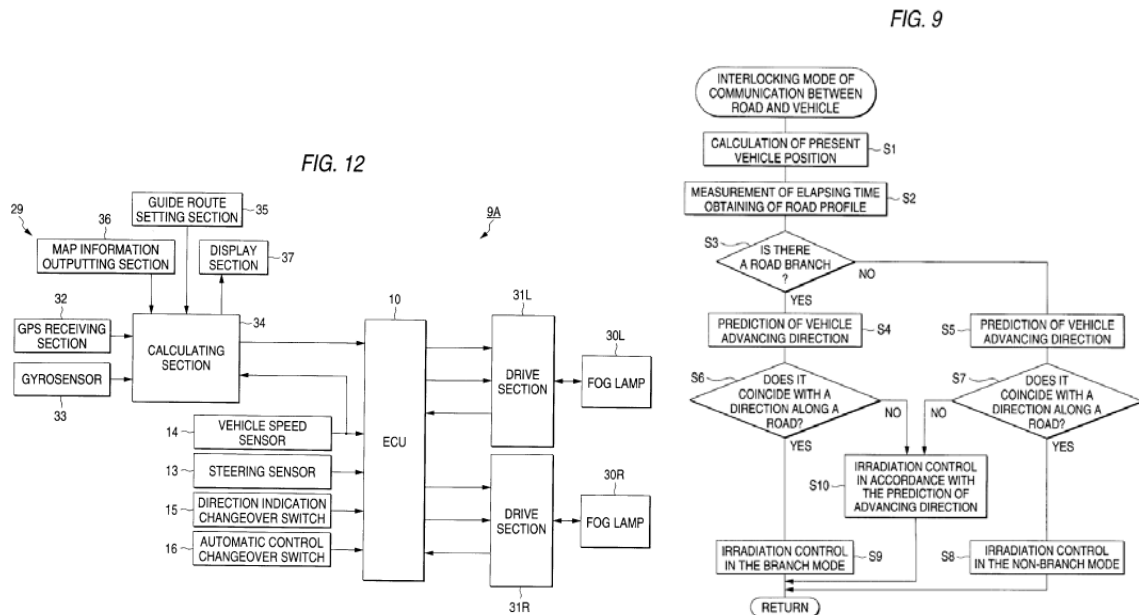 FIG. 12
29
36
GUIDE ROUTE
SETTING SECTION
35
MAP INFORMATION
OUTPUTTING SECTION
DISPLAY
SECTION
37
9A
32
GPS RECEIVING
SECTION
34
CALCULATING
SECTION
GYROSENSOR
33
10
ECU
14
VEHICLE SPEED
SENSOR
13
STEERING SENSOR
15
DIRECTION INDICATION
CHANGEOVER SWITCH
16
AUTOMATIC CONTROL
CHANGEOVER SWITCH
31L
DRIVE
SECTION
30L
FOG LAMP
DRIVE
SECTION
31R
30R
FOG LAMP
FIG. 9
INTERLOCKING MODE OF
COMMUNICATION BETWEEN
ROAD AND VEHICLE
CALCULATION OF PRESENT
VEHICLE POSITION
S1
MEASUREMENT OF ELAPSING TIME
OBTAINING OF ROAD PROFILE
S2
S3
IS THERE
A ROAD BRANCH
?
NO
YES
PREDICTION OF VEHICLE
ADVANCING DIRECTION
S4
S5
PREDICTION OF VEHICLE
ADVANCING DIRECTION
S6
DOES IT
COINCIDE WITH A
DIRECTION ALONG A
ROAD?
NO
YES
S7
DOES IT
COINCIDE WITH A
DIRECTION ALONG A
ROAD?
NO
YES
S10
IRRADIATION CONTROL
IN ACCORDANCE WITH
THE PREDICTION OF
ADVANCING DIRECTION
IRRADIATION CONTROL
IN THE BRANCH MODE
S9
S8
IRRADIATION CONTROL
IN THE NON-BRANCH MODE
RETURN